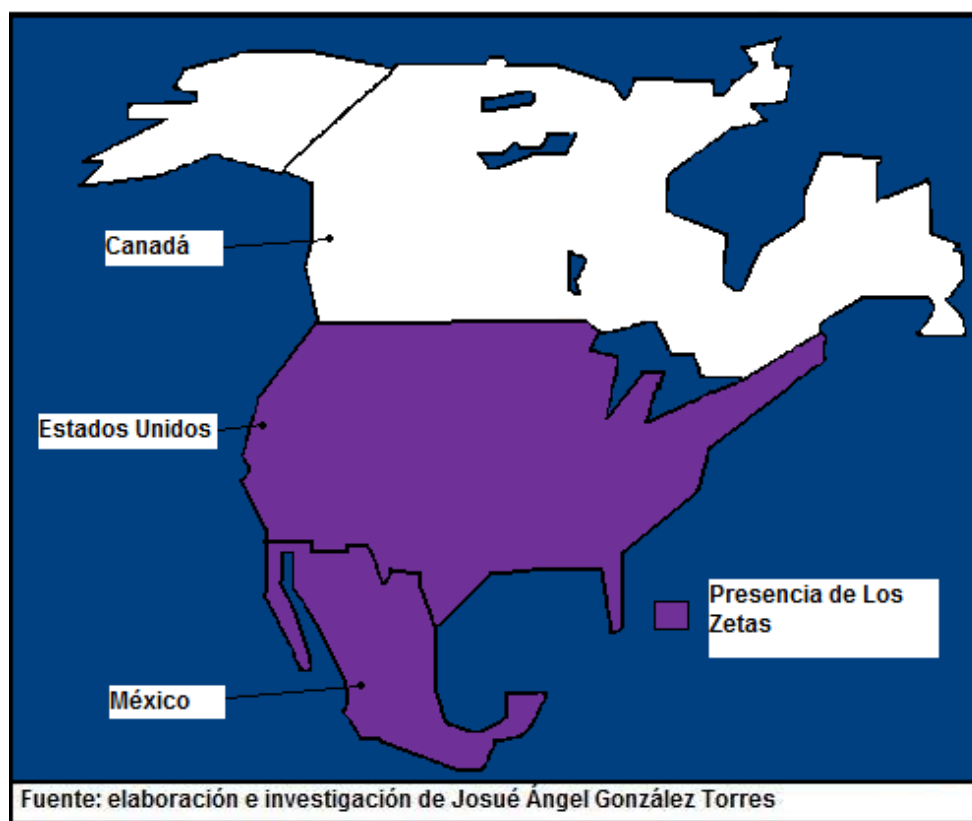 Canadá
Estados Unidos
Presencia de Los
Zetas
México
Fuente: elaboración e investigación de Josué Ángel González Torres